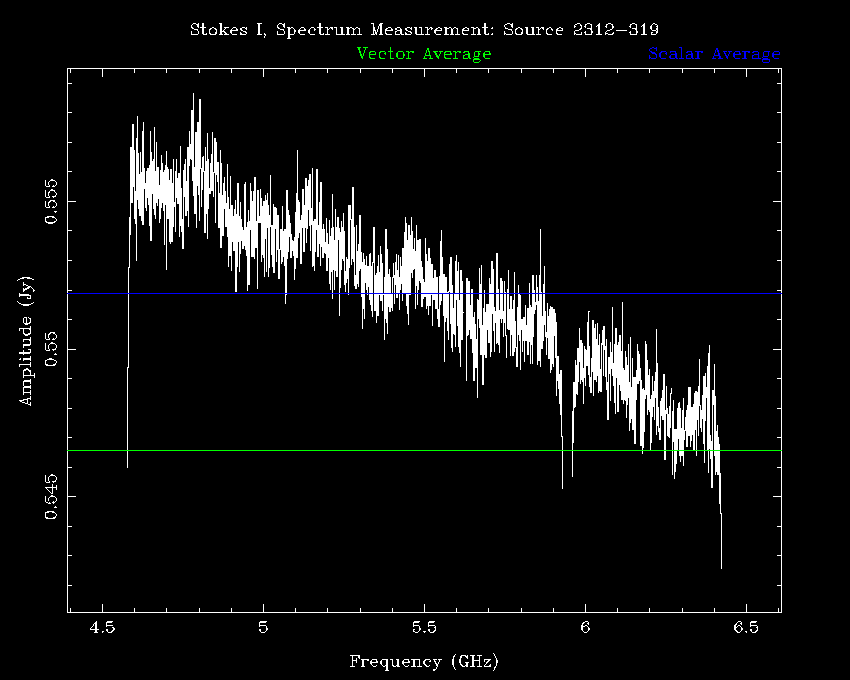 Stokes I, Spectrum Measurement: Source 2312-319
Vector Average Scalar Average
Amplitude (Jy)
0.555
0.55
0.545
4.5 5 5.5 6 6.5
Frequency (GHz)